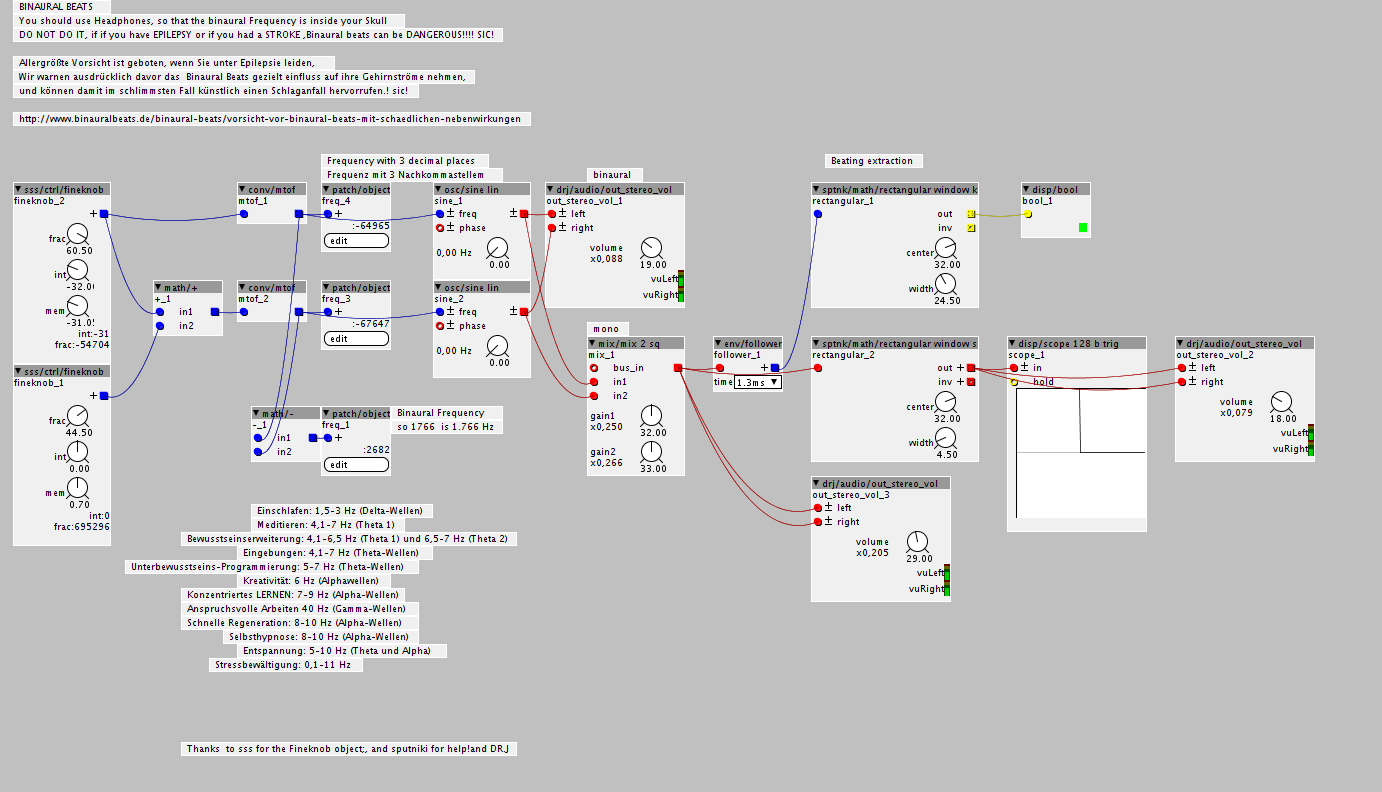 BINAURAL BEATS
You should use Headphones, so that the binaural Frequency is inside your Skull
DO NOT DO IT, if if you have EPILEPSY or if you had a STROKE ,Binaural beats can be DANGEROUS!!!! SIC!
Allergrößte Vorsicht ist geboten, wenn Sie unter Epilepsie leiden,
Wir warnen ausdrücklich davor das  Binaural Beats gezielt einfluss auf ihre Gehirnströme nehmen,
und können damit im schlimmsten Fall künstlich einen Schlaganfall hervorrufen.! sic!
http://www.binauralbeats.de/binaural-beats/vorsicht-vor-binaural-beats-mit-schaedlichen-nebenwirkungen
Frequency with 3 decimal places
Frequenz mit 3 Nachkommastellem
binaural
Beating extraction
sss/ctrl/fineknob
fineknob_2
+
frac
60.50
int
-32.0
mem
-31.0
int:-31
frac:-54704
sss/ctrl/fineknob
fineknob_1
+
frac
44.50
int
0.00
mem
0.70
int:0
frac:695296
math/+
+_1
in1
in2
conv/mtof
mtof_1
conv/mtof
mtof_2
patch/object
freq_4
+
:-64965
edit
patch/object
freq_3
+
:-67647
edit
math/-
-_1
in1
in2
patch/object
freq_1
+
:2682
edit
Binaural Frequency
so 1766  is 1.766 Hz
osc/sine lin
sine_1
± freq ±
± phase
0,00 Hz
0.00
osc/sine lin
sine_2
± freq ±
± phase
0,00 Hz
0.00
drj/audio/out_stereo_vol
out_stereo_vol_1
± left
± right
volume
x0,088
19.00
vuLeft
vuRight
mono
mix/mix 2 sq
mix_1
bus_in
in1
in2
gain1
x0,250
32.00
gain2
x0,266
33.00
env/follower
follower_1
+
time 1.3ms
sptnk/math/rectangular window k
rectangular_1
out
inv
center
32.00
width
24.50
disp/bool
bool_1
sptnk/math/rectangular window s
rectangular_2
out +
inv +
center
32.00
width
4.50
disp/scope 128 b trig
scope_1
± in
hold
drj/audio/out_stereo_vol
out_stereo_vol_2
± left
± right
volume
x0,079
18.00
vuLeft
vuRight
drj/audio/out_stereo_vol
out_stereo_vol_3
± left
± right
volume
x0,205
29.00
vuLeft
vuRight
Einschlafen: 1,5-3 Hz (Delta-Wellen)
Meditieren: 4,1-7 Hz (Theta 1)
Bewusstseinserweiterung: 4,1-6,5 Hz (Theta 1) und 6,5-7 Hz (Theta 2)
Eingebungen: 4,1-7 Hz (Theta-Wellen)
Unterbewusstseins-Programmierung: 5-7 Hz (Theta-Wellen)
Kreativität: 6 Hz (Alphawellen)
Konzentriertes LERNEN: 7-9 Hz (Alpha-Wellen)
Anspruchsvolle Arbeiten 40 Hz (Gamma-Wellen)
Schnelle Regeneration: 8-10 Hz (Alpha-Wellen)
Selbsthypnose: 8-10 Hz (Alpha-Wellen)
Entspannung: 5-10 Hz (Theta und Alpha)
Stressbewältigung: 0,1-11 Hz
Thanks  to sss for the Fineknob object;, and sputniki for help!and DR.J